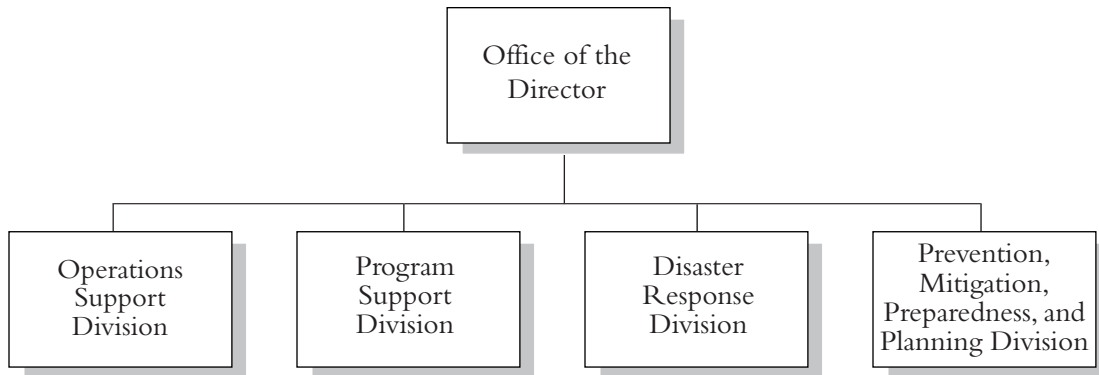 Office of the
Director
Operations
Support
Division
Program
Support
Division
Disaster
Response
Division
Prevention,
Mitigation,
Preparedness, and
Planning Division